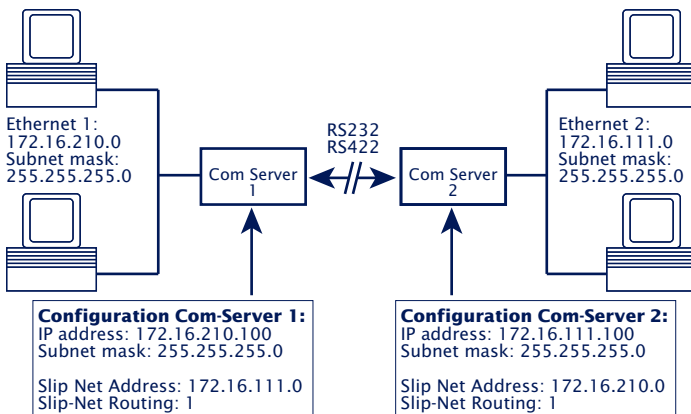 Ethernet 1:
172.16.210.0
Subnet mask:
255.255.255.0
RS232
RS422
Ethernet 2:
172.16.111.0
Subnet mask:
255.255.255.0
Com Server
1
Com Server
2
Configuration Com-Server 1:
IP address: 172.16.210.100
Subnet mask: 255.255.255.0
Slip Net Address: 172.16.111.0
Slip-Net Routing: 1
Configuration Com-Server 2:
IP address: 172.16.111.100
Subnet mask: 255.255.255.0
Slip Net Address: 172.16.210.0
Slip-Net Routing: 1